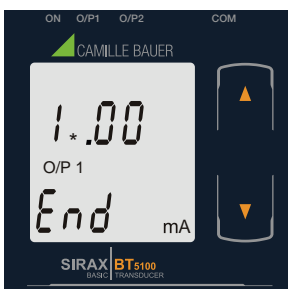 ON O/P1 O/P2 COM
CAMILLE BAUER
1*.00
O/P 1
End mA
SIRAX BT5100
BASIC TRANSDUCER